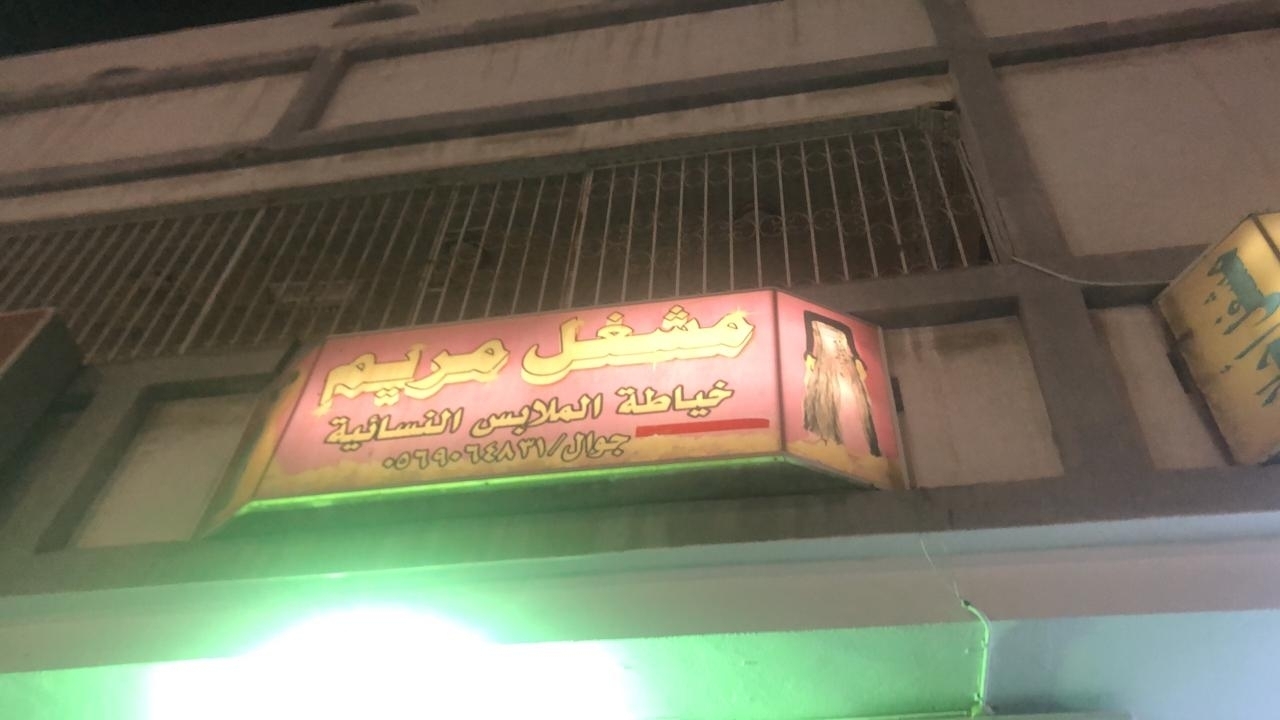 مشغل مريم
خياطة الملابس النسائية
جوال/٠٥٦٩٠٦٤٨٣١